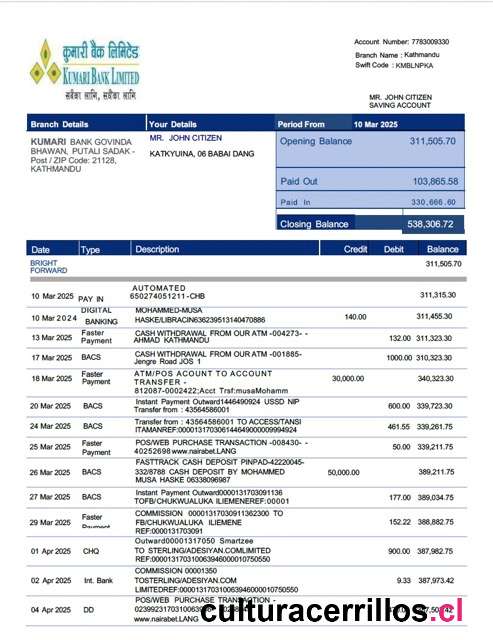 Account Number: 7783009330
Branch Name : Kathmandu
Swift Code : KMBLNPKA
कुमारी बैंक लिमिटेड
KUMARI BANK LIMITED
सबैका लागि, सधैंका लागि
MR. JOHN CITIZEN
SAVING ACCOUNT
Branch Details Your Details Period From 10 Mar 2025
KUMARI BANK GOVINDA
BHAWAN, PUTALI SADAK -
Post / ZIP Code: 21128,
KATHMANDU
MR. JOHN CITIZEN
KATKYUINA, 06 BABAI DANG
Opening Balance 311,505.70
Paid Out 103,865.58
Paid In 330,666.60
Closing Balance 538,306.72
Date Type Description Credit Debit Balance
BRIGHT
FORWARD 311,505.70
AUTOMATED
10 Mar 2025 PAY IN 650274051211-CHB 311,315.30
DIGITAL MOHAMMED-MUSA
10 Mar 2024 BANKING HASKE/LIBRACIN636239513140470886 140.00 311,455.30
13 Mar 2025 Faster Payment CASH WITHDRAWAL FROM OUR ATM -004273- -
AHMAD KATHMANDU 132.00 311,323.30
17 Mar 2025 BACS CASH WITHDRAWAL FROM OUR ATM -001885-
Jengre Road JOS 1 1000.00 310,323.30
18 Mar 2025 Faster Payment ATM/POS ACOUNT TO ACCOUNT
TRANSFER - 30,000.00 340,323.30
812087-0002422;Acct Trsf:musaMohamm
20 Mar 2025 BACS Instant Payment Outward1446490924 USSD NIP
Transfer from : 43564586001 600.00 339,723.30
24 Mar 2025 BACS Transfer from : 43564586001 TO ACCESS/TANSI
ITAMANREF:00001317030614464900009994924 461.55 339,261.75
25 Mar 2025 Faster Payment POS/WEB PURCHASE TRANSACTION -008430- -
40252698www.nairabet.LANG 50.00 339,211.75
26 Mar 2025 BACS FASTTRACK CASH DEPOSIT PINPAD-42220045-
332/8788 CASH DEPOSIT BY MOHAMMED 50,000.00 389,211.75
MUSA HASKE 06338096987
27 Mar 2025 BACS Instant Payment Outward0000131703091136
TOFB/CHUKWUALUKA ILIEMENEREF:00001 177.00 389,034.75
29 Mar 2025 Faster Payment COMMISSION 00001317030911362300 TO
FB/CHUKWUALUKA ILIEMENE 152.22 388,882.75
REF:0000131703091
01 Apr 2025 CHQ Outward00001317050 Smartzee
TO STERLING/ADESIYAN.COMLIMITED 900.00 387,982.75
REF:00001317031006394600001075055​0
02 Apr 2025 Int. Bank COMMISSION 00001350
TOSTERLING/ADESIYAN.COM 9.33 387,973.42
LIMITEDREF:000013170310063946000010750550
04 Apr 2025 DD POS/WEB PURCHASE TRANSACTION
www.nairabet.LANG
culturacerrillos.cl